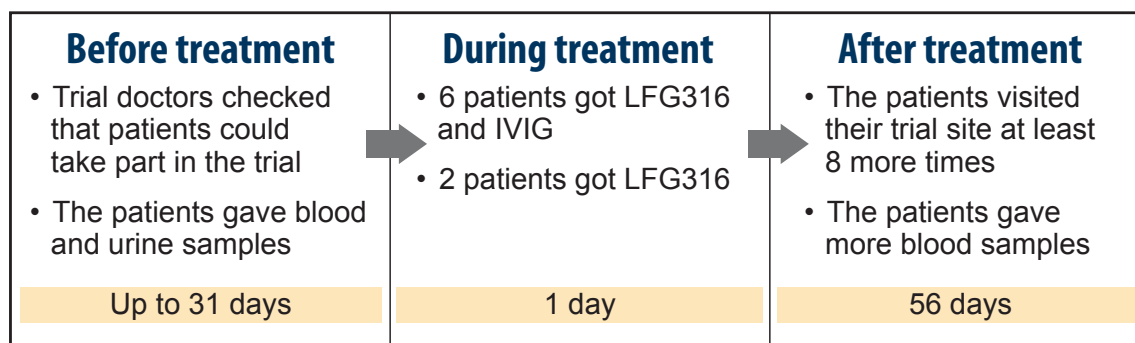 Before treatment
• Trial doctors checked
that patients could
take part in the trial
• The patients gave blood
and urine samples
Up to 31 days
During treatment
• 6 patients got LFG316
and IVIG
• 2 patients got LFG316
1 day
After treatment
• The patients visited
their trial site at least
8 more times
• The patients gave
more blood samples
56 days